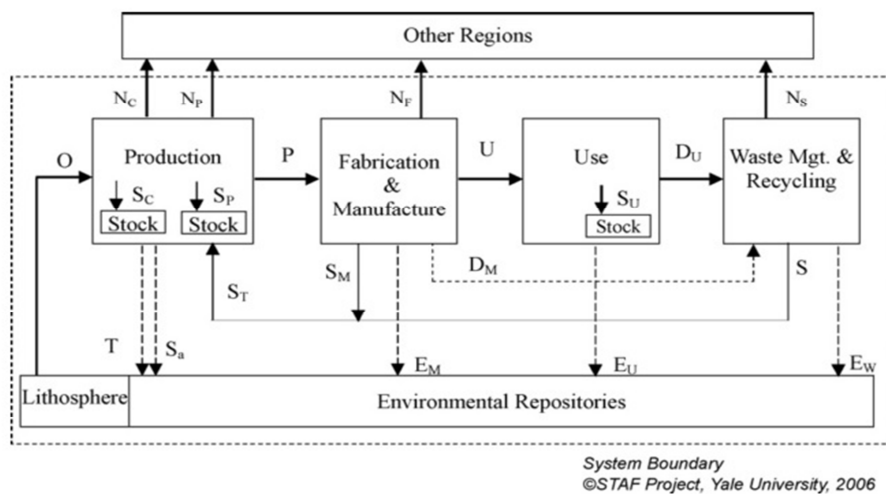 Other Regions
N_C
N_P
N_F
N_S
O
Production
P
Fabrication
&
Manufacture
U
Use
D_U
Waste Mgt. &
Recycling
S_C
S_P
S_U
Stock
Stock
Stock
S_T
S_M
D_M
S
T
S_a
E_M
E_U
E_W
Lithosphere
Environmental Repositories
System Boundary
©STAF Project, Yale University, 2006